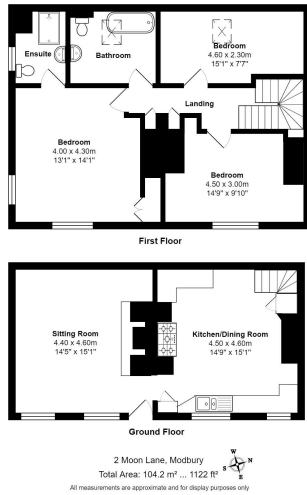 Ensuite
Bathroom
Bedroom
4.60 x 2.30m
15'1" x 7'7"
Landing
Bedroom
4.00 x 4.30m
13'1" x 14'1"
Bedroom
4.50 x 3.00m
14'9" x 9'10"
First Floor
Sitting Room
4.40 x 4.60m
14'5" x 15'1"
Kitchen/Dining Room
4.50 x 4.60m
14'9" x 15'1"
Ground Floor
2 Moon Lane, Modbury
Total Area: 104.2 m² ... 1122 ft²
All measurements are approximate and for display purposes only
W
N
S
E